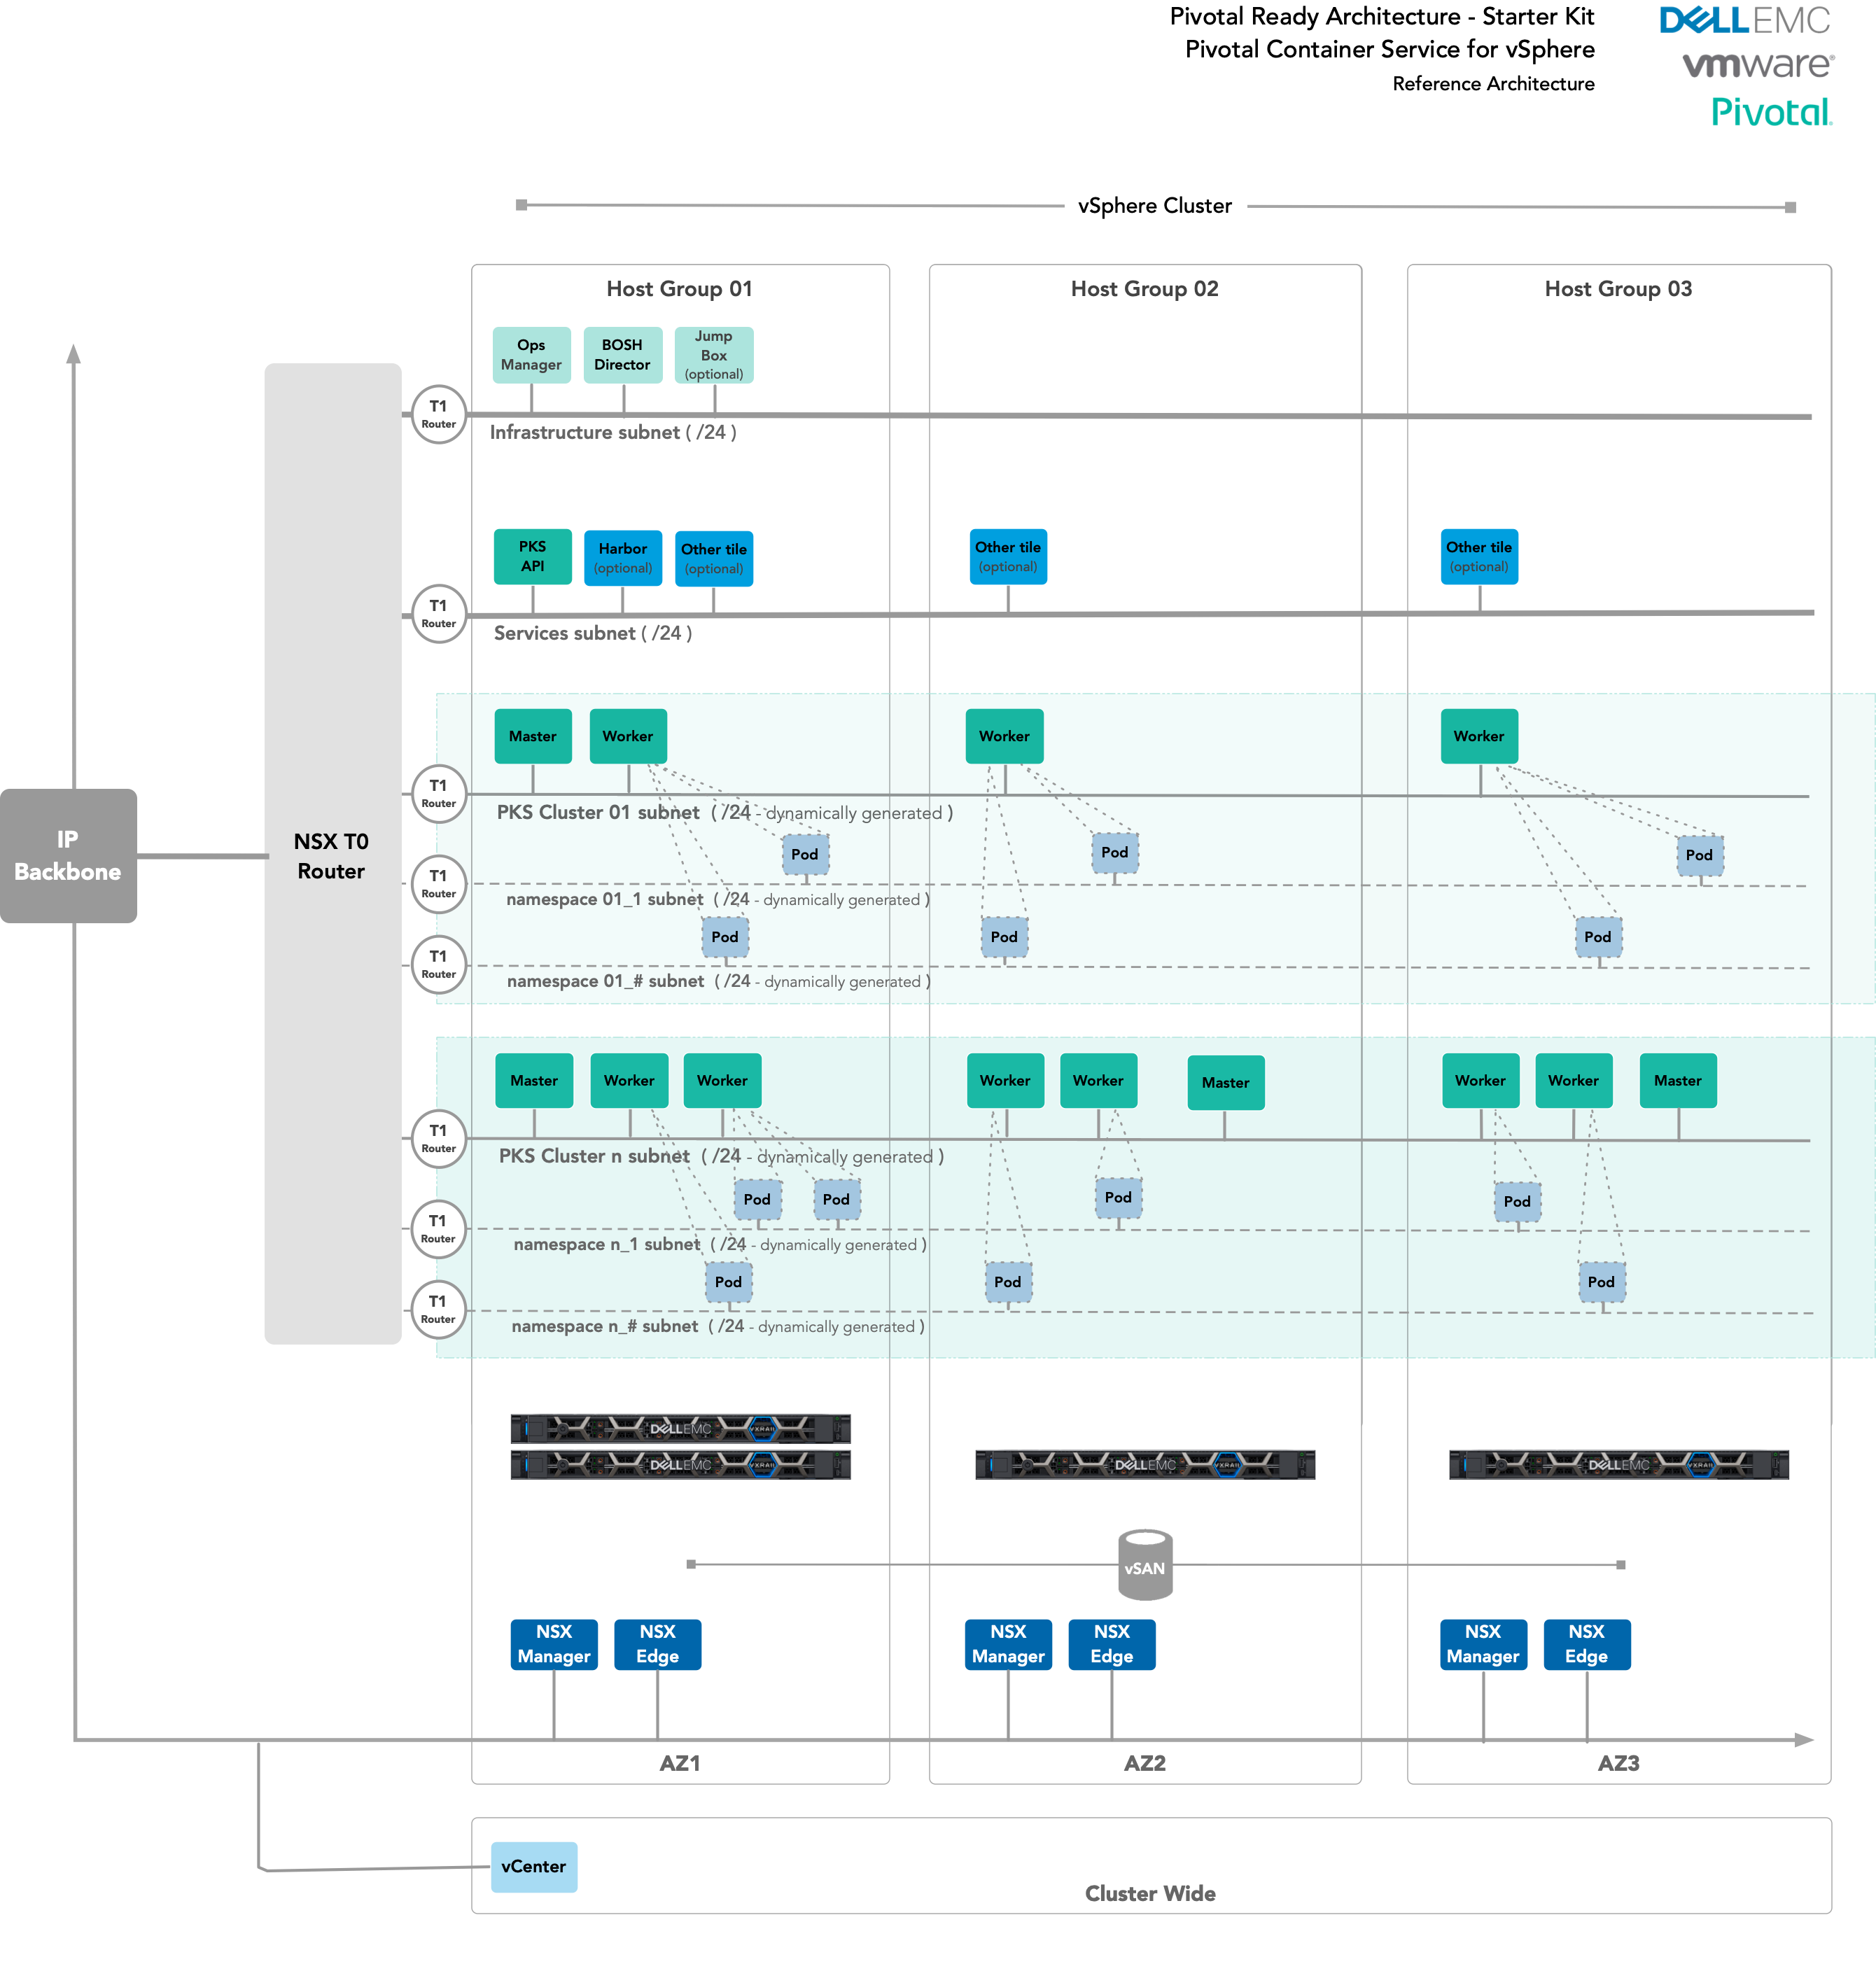 Pivotal Ready Architecture - Starter Kit
Pivotal Container Service for vSphere
Reference Architecture
DELLEMC
vmware®
Pivotal.
vSphere Cluster
Host Group 01
Host Group 02
Host Group 03
Ops
Manager
BOSH
Director
Jump
Box
(optional)
T1
Router
Infrastructure subnet ( /24 )
PKS
API
Harbor
(optional)
Other tile
(optional)
Other tile
(optional)
Other tile
(optional)
T1
Router
Services subnet ( /24 )
IP
Backbone
NSX T0
Router
Master
Worker
Worker
Worker
T1
Router
PKS Cluster 01 subnet ( /24 - dynamically generated )
Pod
Pod
Pod
T1
Router
namespace 01_1 subnet ( /24 - dynamically generated )
Pod
Pod
Pod
T1
Router
namespace 01_# subnet ( /24 - dynamically generated )
Master
Worker
Worker
Worker
Worker
Master
Worker
Worker
Master
T1
Router
PKS Cluster n subnet ( /24 - dynamically generated )
Pod
Pod
Pod
Pod
T1
Router
namespace n_1 subnet ( /24 - dynamically generated )
Pod
Pod
Pod
T1
Router
namespace n_# subnet ( /24 - dynamically generated )
DELLEMC VXRAIL
DELLEMC VXRAIL
DELLEMC VXRAIL
DELLEMC VXRAIL
vSAN
NSX
Manager
NSX
Edge
NSX
Manager
NSX
Edge
NSX
Manager
NSX
Edge
AZ1
AZ2
AZ3
vCenter
Cluster Wide